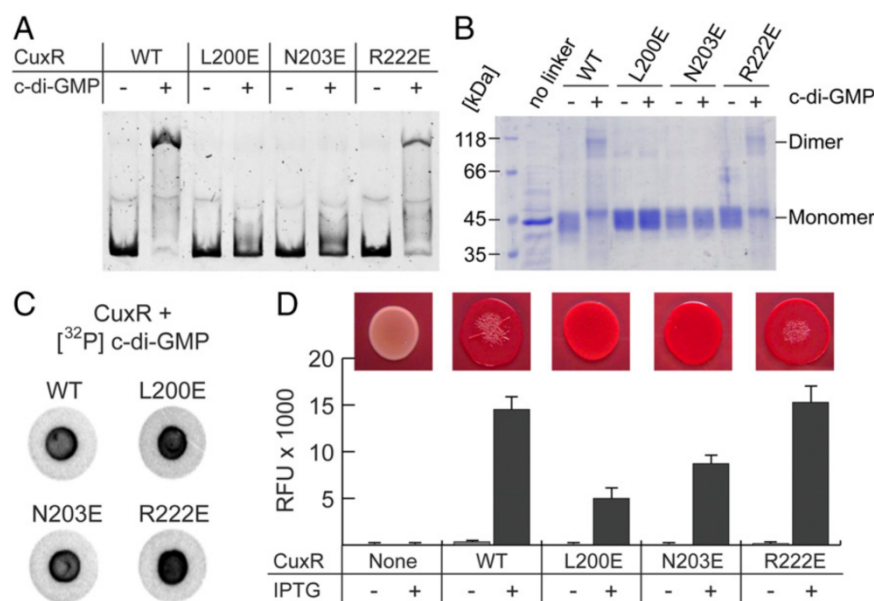 A
CuxR WT L200E N203E R222E
c-di-GMP - + - + - + - +
B
[kDa] no linker WT L200E N203E R222E
- + - + - + - + c-di-GMP
118 Dimer
66
45 Monomer
35
C
CuxR +
[³²P] c-di-GMP
WT L200E
N203E R222E
D
RFU x 1000
20
15
10
5
CuxR None WT L200E N203E R222E
IPTG - + - + - + - + - +